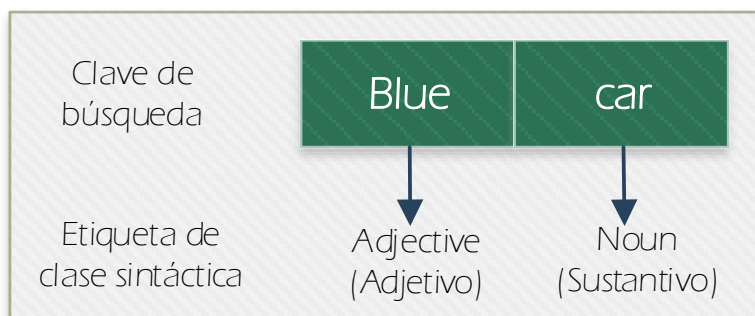 Clave de
búsqueda
Blue
car
Etiqueta de
clase sintáctica
Adjective
(Adjetivo)
Noun
(Sustantivo)